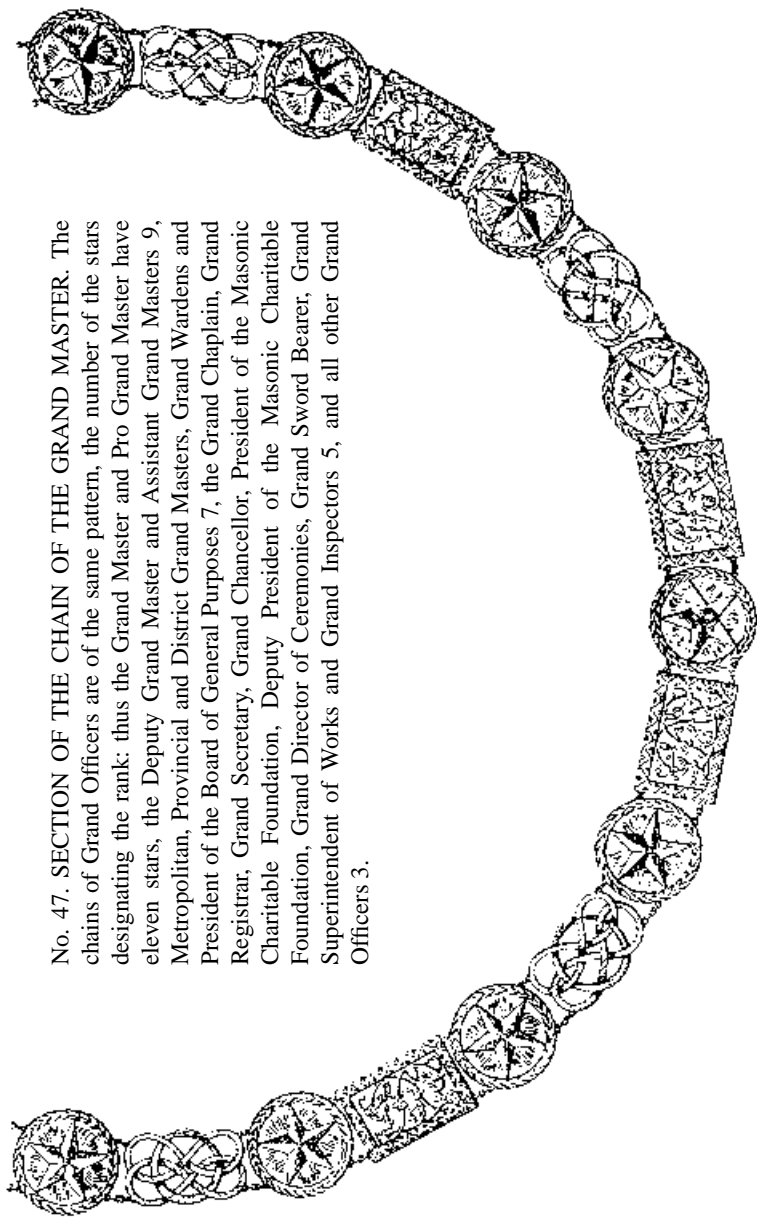 No. 47. SECTION OF THE CHAIN OF THE GRAND MASTER. The
chains of Grand Officers are of the same pattern, the number of the stars
designating the rank: thus the Grand Master and Pro Grand Master have
eleven stars, the Deputy Grand Master and Assistant Grand Masters 9,
Metropolitan, Provincial and District Grand Masters, Grand Wardens and
President of the Board of General Purposes 7, the Grand Chaplain, Grand
Registrar, Grand Secretary, Grand Chancellor, President of the Masonic
Charitable Foundation, Deputy President of the Masonic Charitable
Foundation, Grand Director of Ceremonies, Grand Sword Bearer, Grand
Superintendent of Works and Grand Inspectors 5, and all other Grand
Officers 3.